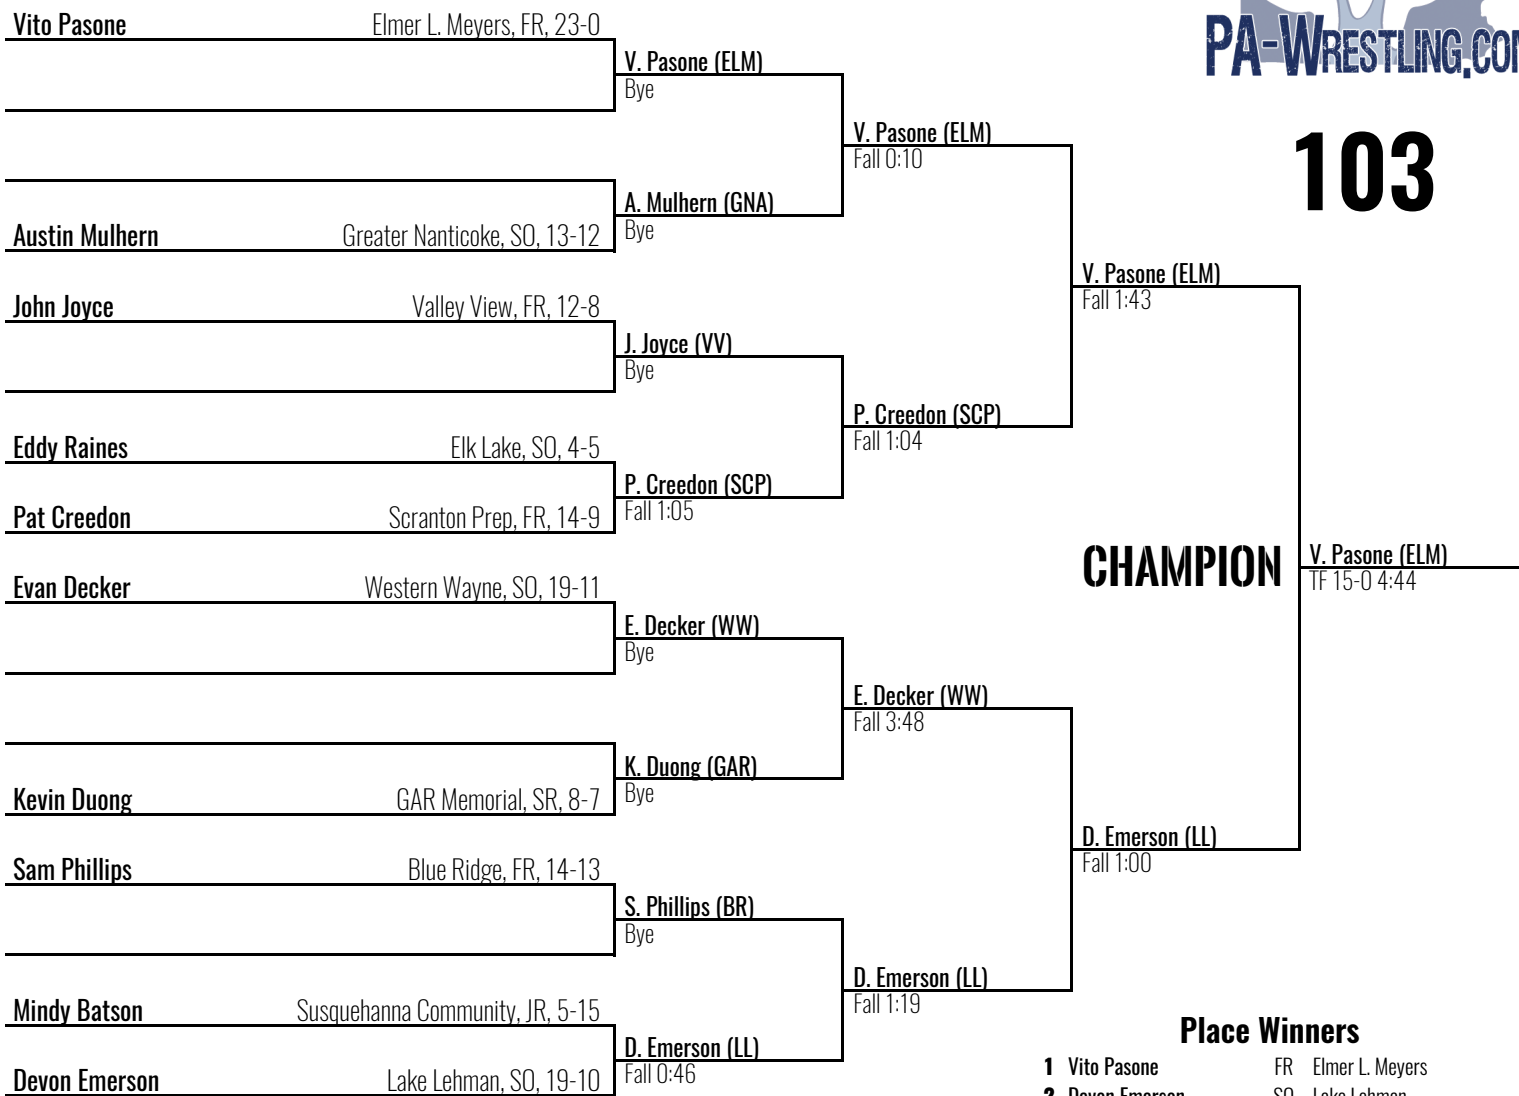 Vito Pasone Elmer L. Meyers, FR, 23-0
V. Pasone (ELM)
Bye
PA-WRESTLING.COM
V. Pasone (ELM)
Fall 0:10
103
A. Mulhern (GNA)
Bye
Austin Mulhern Greater Nanticoke, SO, 13-12
V. Pasone (ELM)
Fall 1:43
John Joyce Valley View, FR, 12-8
J. Joyce (VV)
Bye
P. Creedon (SCP)
Fall 1:04
Eddy Raines Elk Lake, SO, 4-5
P. Creedon (SCP)
Fall 1:05
Pat Creedon Scranton Prep, FR, 14-9
CHAMPION
V. Pasone (ELM)
TF 15-0 4:44
Evan Decker Western Wayne, SO, 19-11
E. Decker (WW)
Bye
E. Decker (WW)
Fall 3:48
K. Duong (GAR)
Bye
Kevin Duong GAR Memorial, SR, 8-7
D. Emerson (LL)
Fall 1:00
Sam Phillips Blue Ridge, FR, 14-13
S. Phillips (BR)
Bye
D. Emerson (LL)
Fall 1:19
Mindy Batson Susquehanna Community, JR, 5-15
D. Emerson (LL)
Fall 0:46
Devon Emerson Lake Lehman, SO, 19-10
Place Winners
1 Vito Pasone FR Elmer L. Meyers
2 Devon Emerson SO Lake Lehman